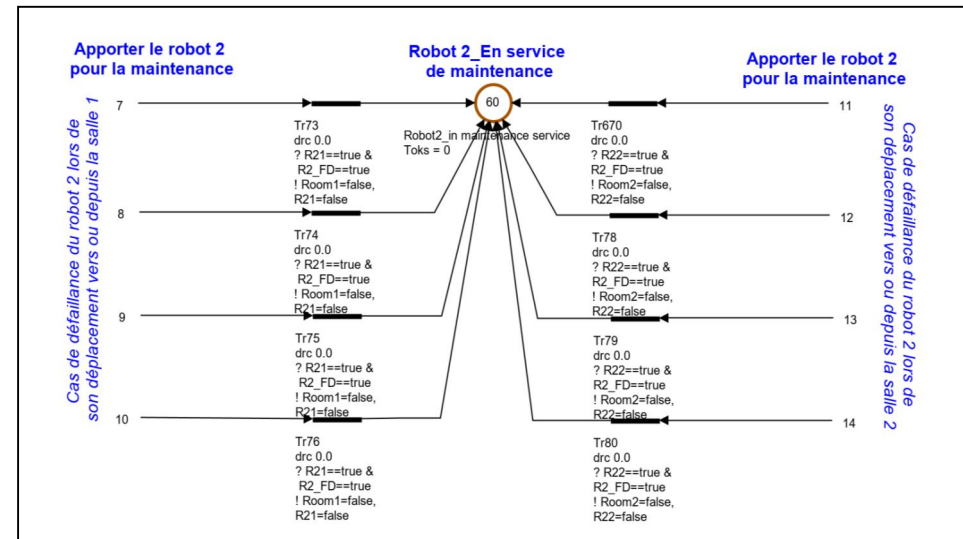 Apporter le robot 2
pour la maintenance
Robot 2_En service
de maintenance
Apporter le robot 2
pour la maintenance
Cas de défaillance du robot 2 lors de
son déplacement vers ou depuis la salle 1
7
8
9
10
Tr73
drc 0.0
? R21==true &
R2_FD==true
! Room1=false,
R21=false
Tr74
drc 0.0
? R21==true &
R2_FD==true
! Room1=false,
R21=false
Tr75
drc 0.0
? R21==true &
R2_FD==true
! Room1=false,
R21=false
Tr76
drc 0.0
? R21==true &
R2_FD==true
! Room1=false,
R21=false
60
Robot2_in maintenance service
Toks = 0
Tr670
drc 0.0
? R22==true &
R2_FD==true
! Room2=false,
R22=false
Tr78
drc 0.0
? R22==true &
R2_FD==true
! Room2=false,
R22=false
Tr79
drc 0.0
? R22==true &
R2_FD==true
! Room2=false,
R22=false
Tr80
drc 0.0
? R22==true &
R2_FD==true
! Room2=false,
R22=false
11
12
13
14
Cas de défaillance du robot 2 lors de
son déplacement vers ou depuis la salle 2